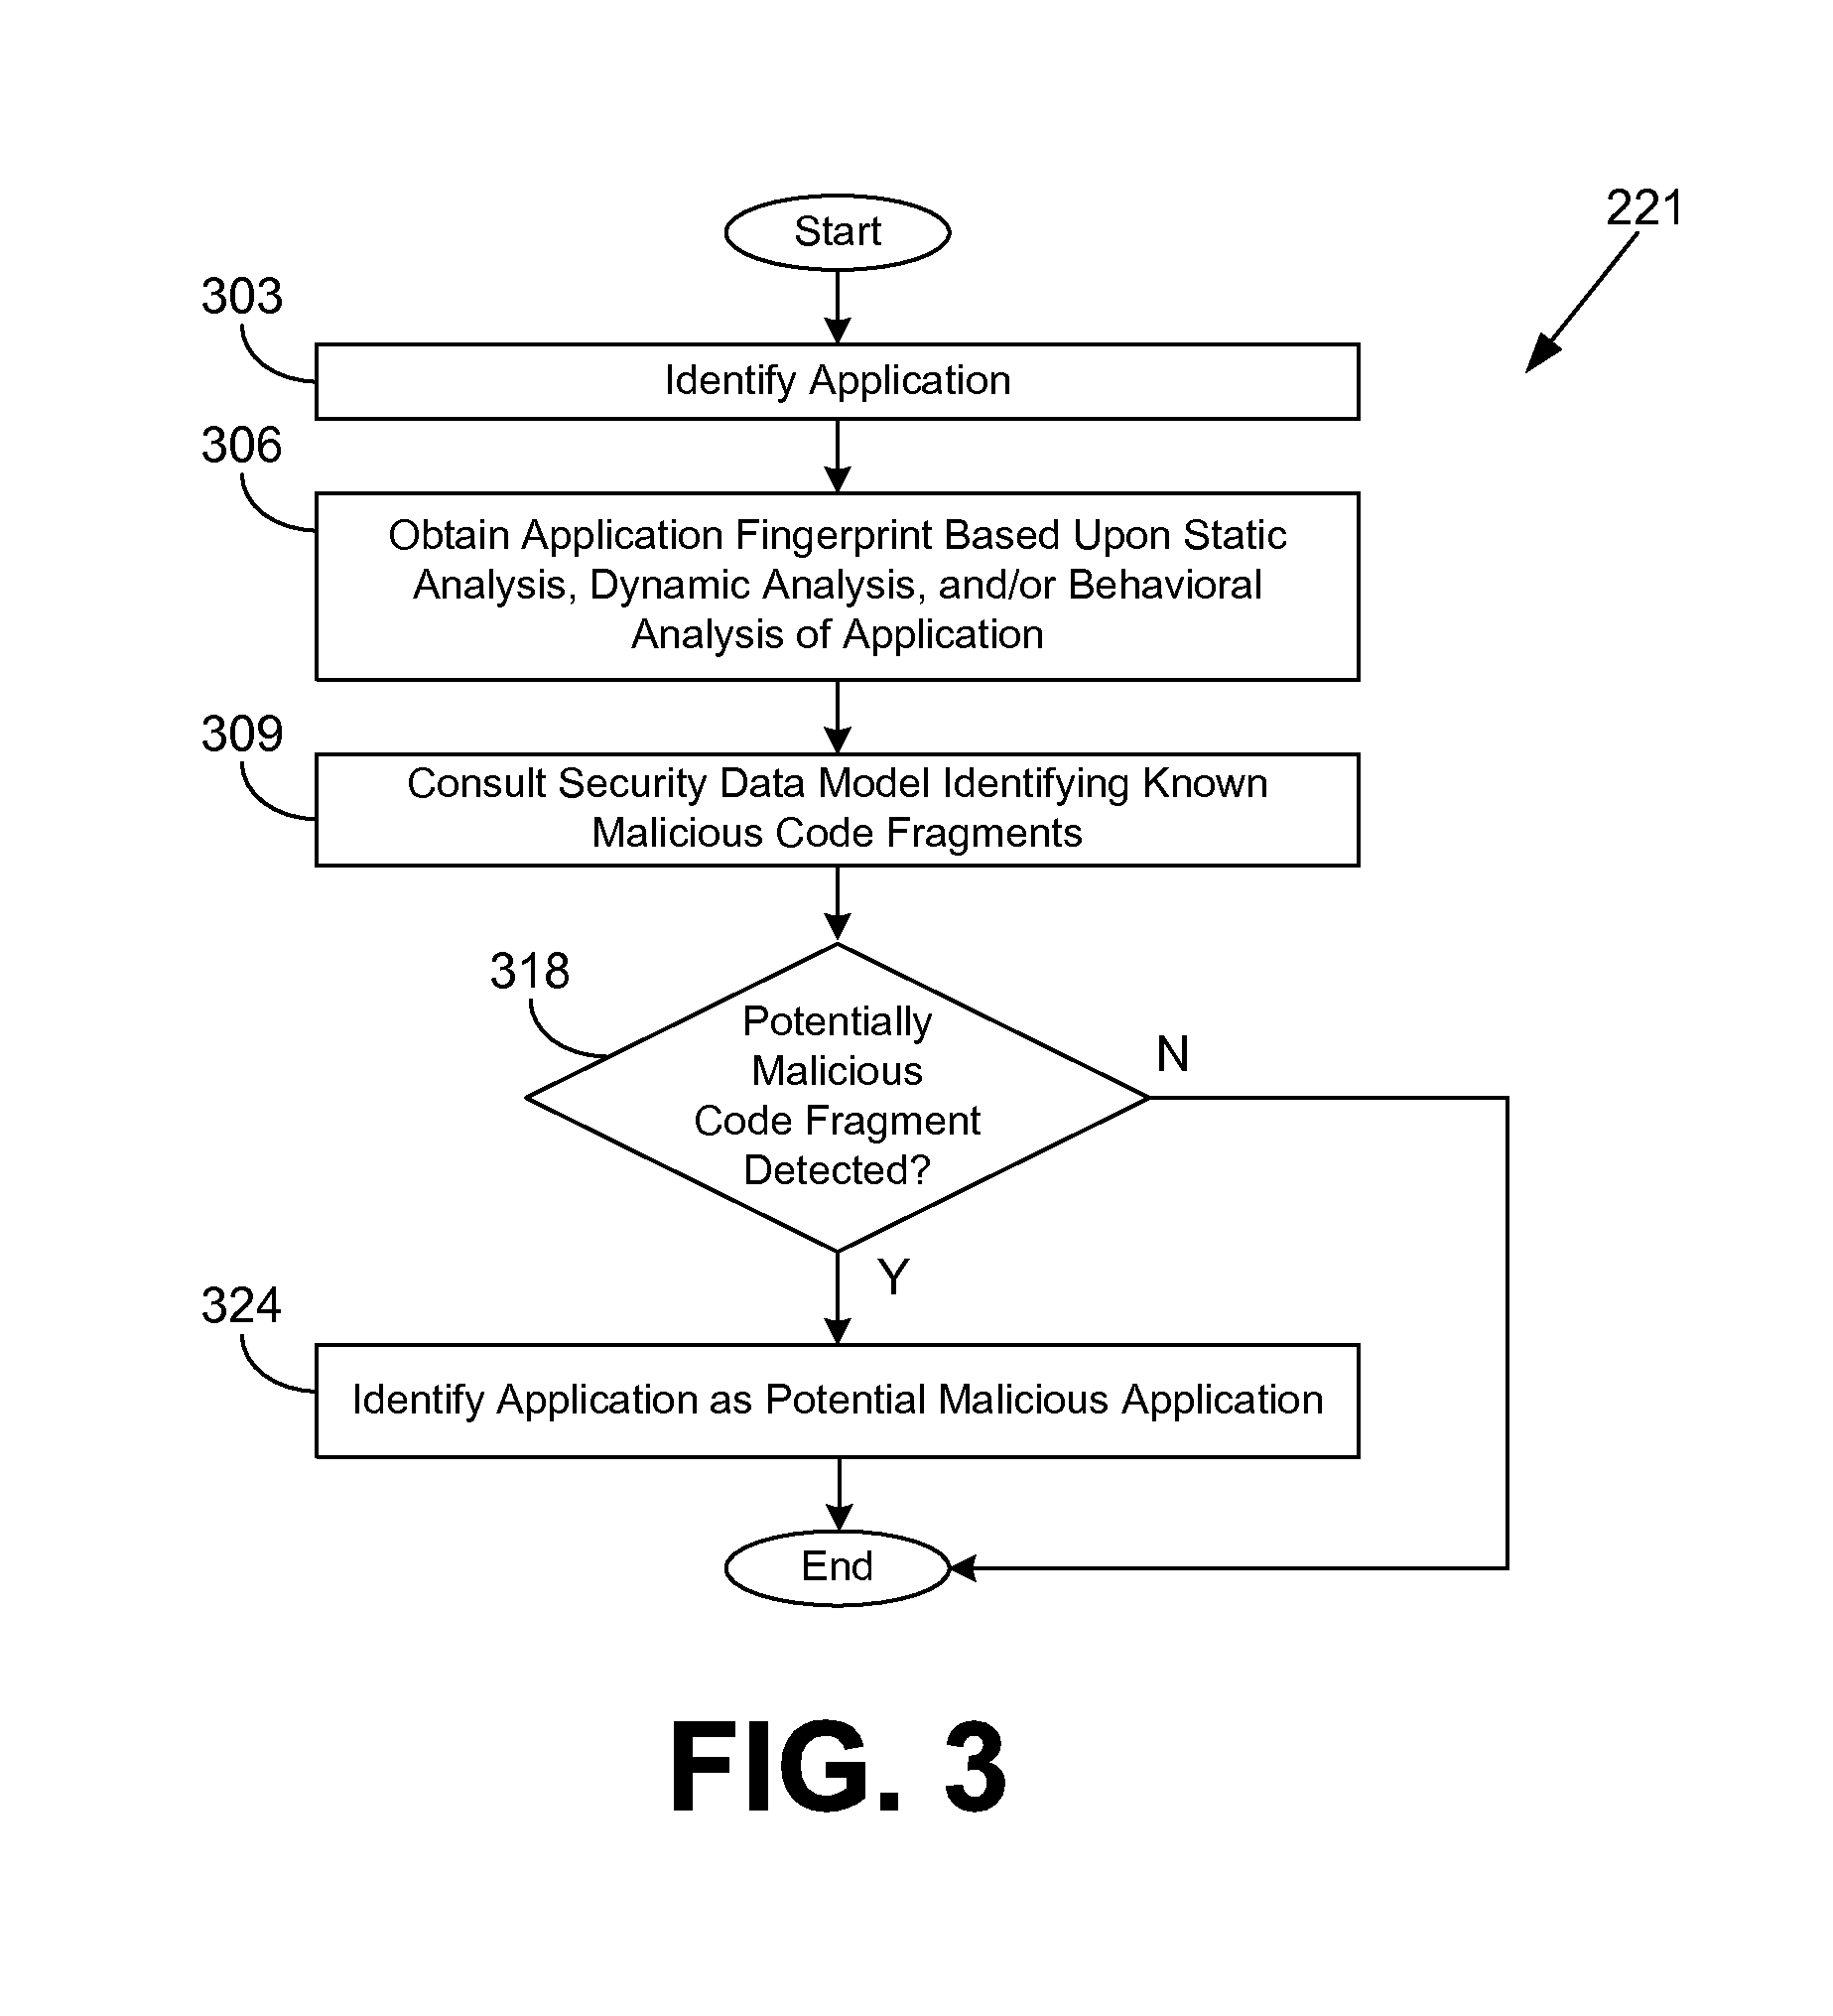 Start
221
303
Identify Application
306
Obtain Application Fingerprint Based Upon Static
Analysis, Dynamic Analysis, and/or Behavioral
Analysis of Application
309
Consult Security Data Model Identifying Known
Malicious Code Fragments
318
Potentially
Malicious
Code Fragment
Detected?
N
Y
324
Identify Application as Potential Malicious Application
End
FIG. 3